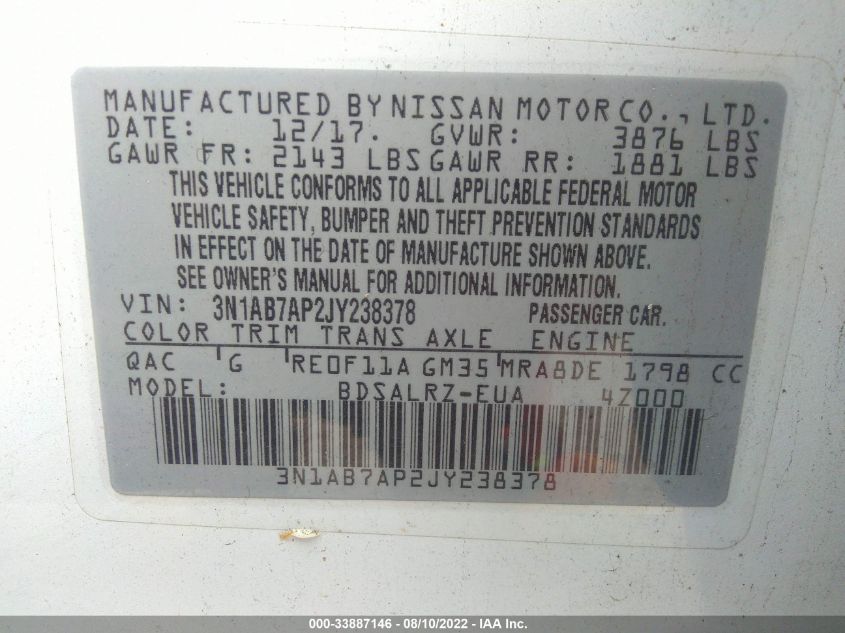 MANUFACTURED BY NISSAN MOTOR CO., LTD.
DATE: 12/17. GVWR: 3876 LBS
GAWR FR: 2143 LBS GAWR RR: 1881 LBS
THIS VEHICLE CONFORMS TO ALL APPLICABLE FEDERAL MOTOR
VEHICLE SAFETY, BUMPER AND THEFT PREVENTION STANDARDS
IN EFFECT ON THE DATE OF MANUFACTURE SHOWN ABOVE.
SEE OWNER'S MANUAL FOR ADDITIONAL INFORMATION.
VIN: 3N1AB7AP2JY238378 PASSENGER CAR.
COLOR TRIM TRANS AXLE ENGINE
QAC G RE0F11A GM35 MRA8DE 1798 CC
MODEL: BDSALRZ-EUA 4Z000
3N1AB7AP2JY238378
000-33887146 - 08/10/2022 - IAA Inc.